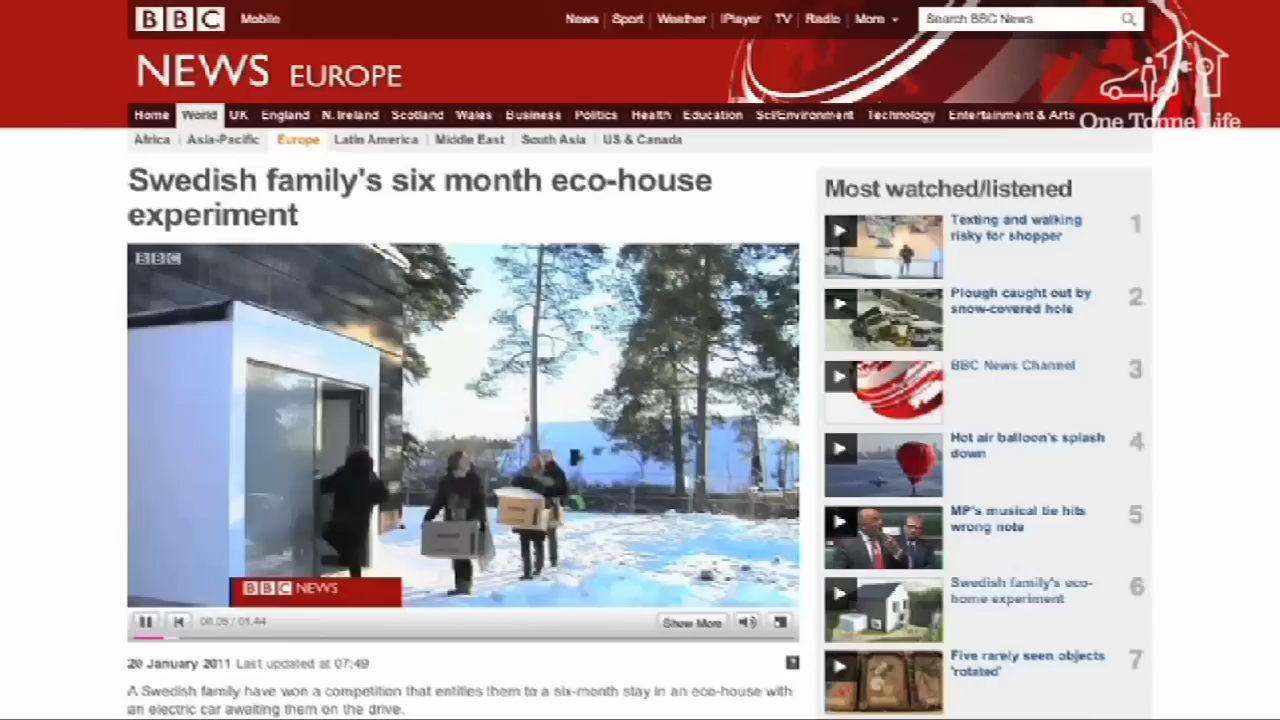 BBC Mobile News Sport Weather iPlayer TV Radio More Search BBC News
NEWS EUROPE
One Tonne Life
Home World UK England N. Ireland Scotland Wales Business Politics Health Education Sci/Environment Technology Entertainment & Arts
Africa Asia-Pacific Europe Latin America Middle East South Asia US & Canada
Swedish family's six month eco-house
experiment
BBC
BBC NEWS
00.05 / 01.44 Show More
20 January 2011 Last updated at 07:49
A Swedish family have won a competition that entitles them to a six-month stay in an eco-house with
an electric car awaiting them on the drive.
Most watched/listened
Texting and walking 1
risky for shopper
Plough caught out by 2
snow-covered hole
BBC News Channel 3
Hot air balloon's splash 4
down
MP's musical tie hits 5
wrong note
Swedish family's eco- 6
home experiment
Five rarely seen objects 7
'rotated'